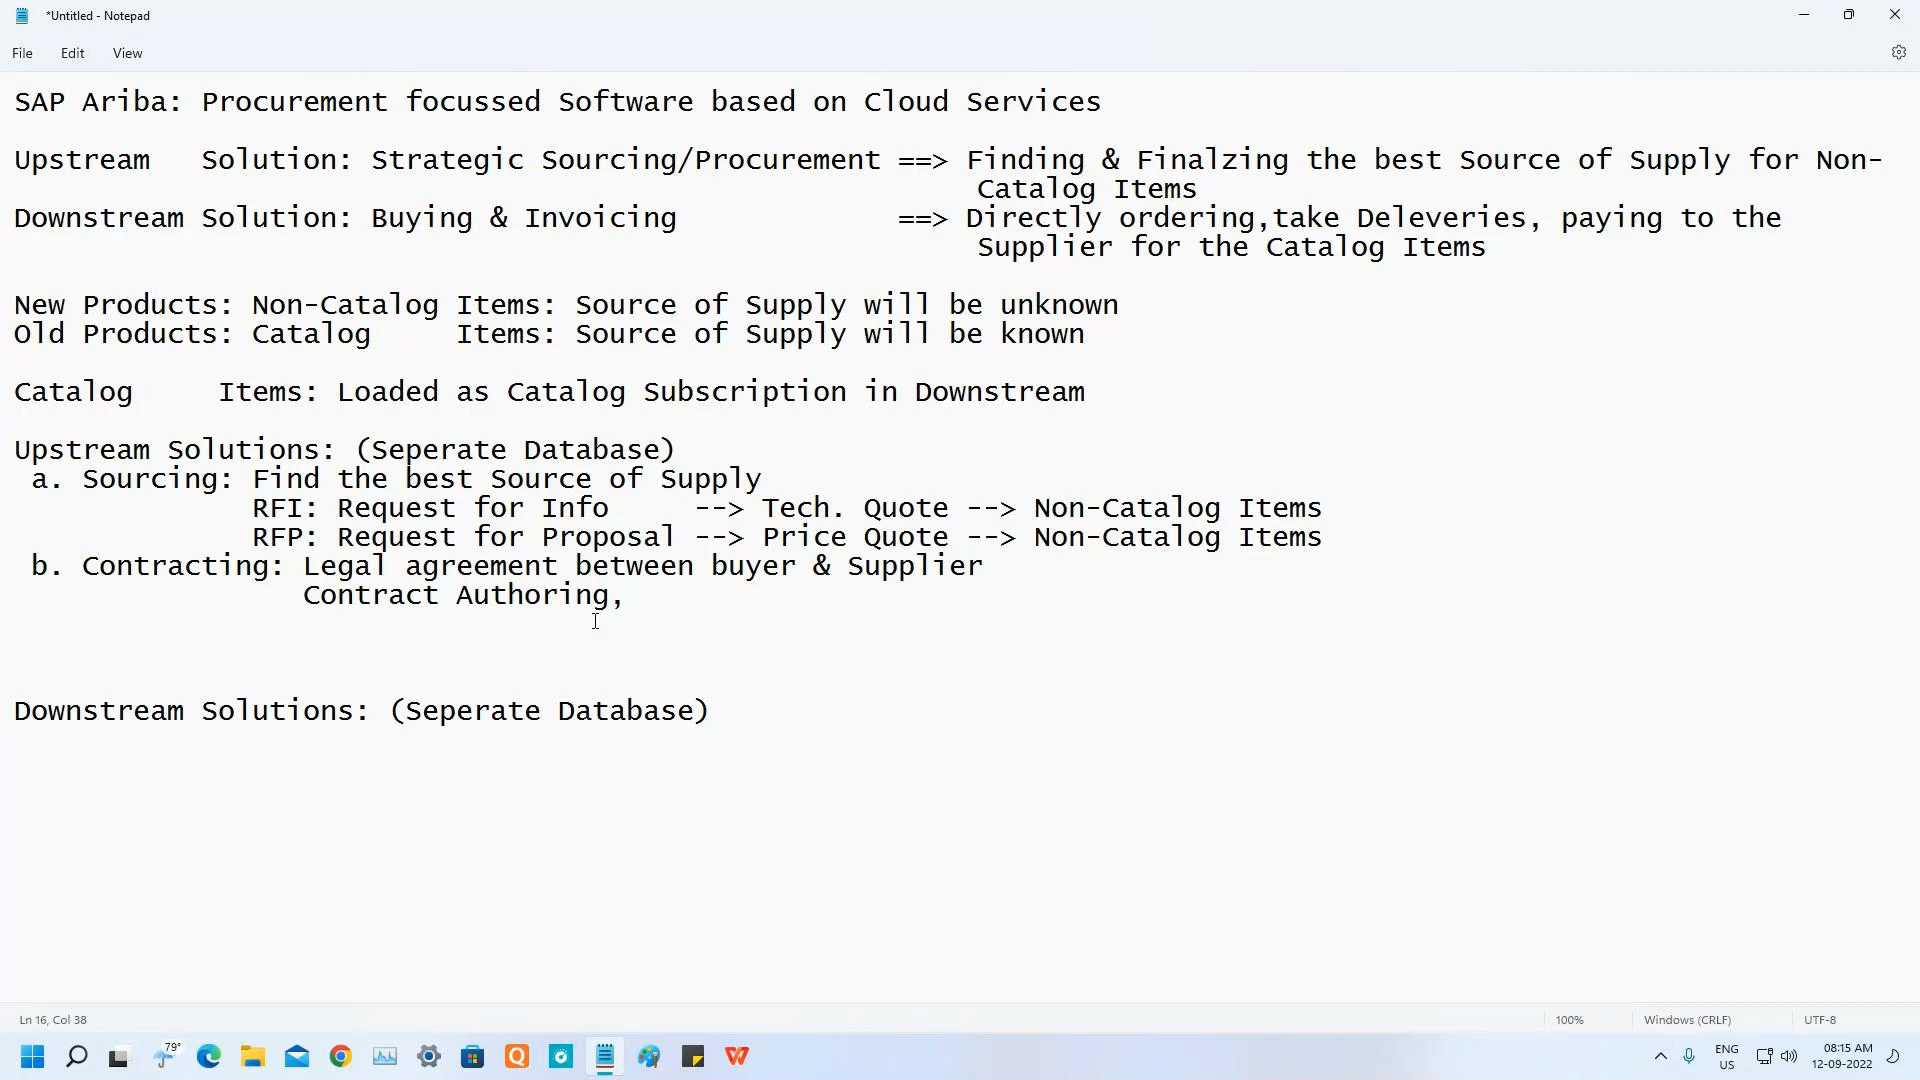 *Untitled - Notepad
File Edit View
SAP Ariba: Procurement focussed Software based on Cloud Services
Upstream   Solution: Strategic Sourcing/Procurement ==> Finding & Finalzing the best Source of Supply for Non-
Catalog Items
Downstream Solution: Buying & Invoicing             ==> Directly ordering,take Deleveries, paying to the
Supplier for the Catalog Items
New Products: Non-Catalog Items: Source of Supply will be unknown
Old Products: Catalog     Items: Source of Supply will be known
Catalog     Items: Loaded as Catalog Subscription in Downstream
Upstream Solutions: (Seperate Database)
a. Sourcing: Find the best Source of Supply
RFI: Request for Info     --> Tech. Quote --> Non-Catalog Items
RFP: Request for Proposal --> Price Quote --> Non-Catalog Items
b. Contracting: Legal agreement between buyer & Supplier
Contract Authoring,
Downstream Solutions: (Seperate Database)
Ln 16, Col 38 100% Windows (CRLF) UTF-8
79° ENG 08:15 AM
US 12-09-2022